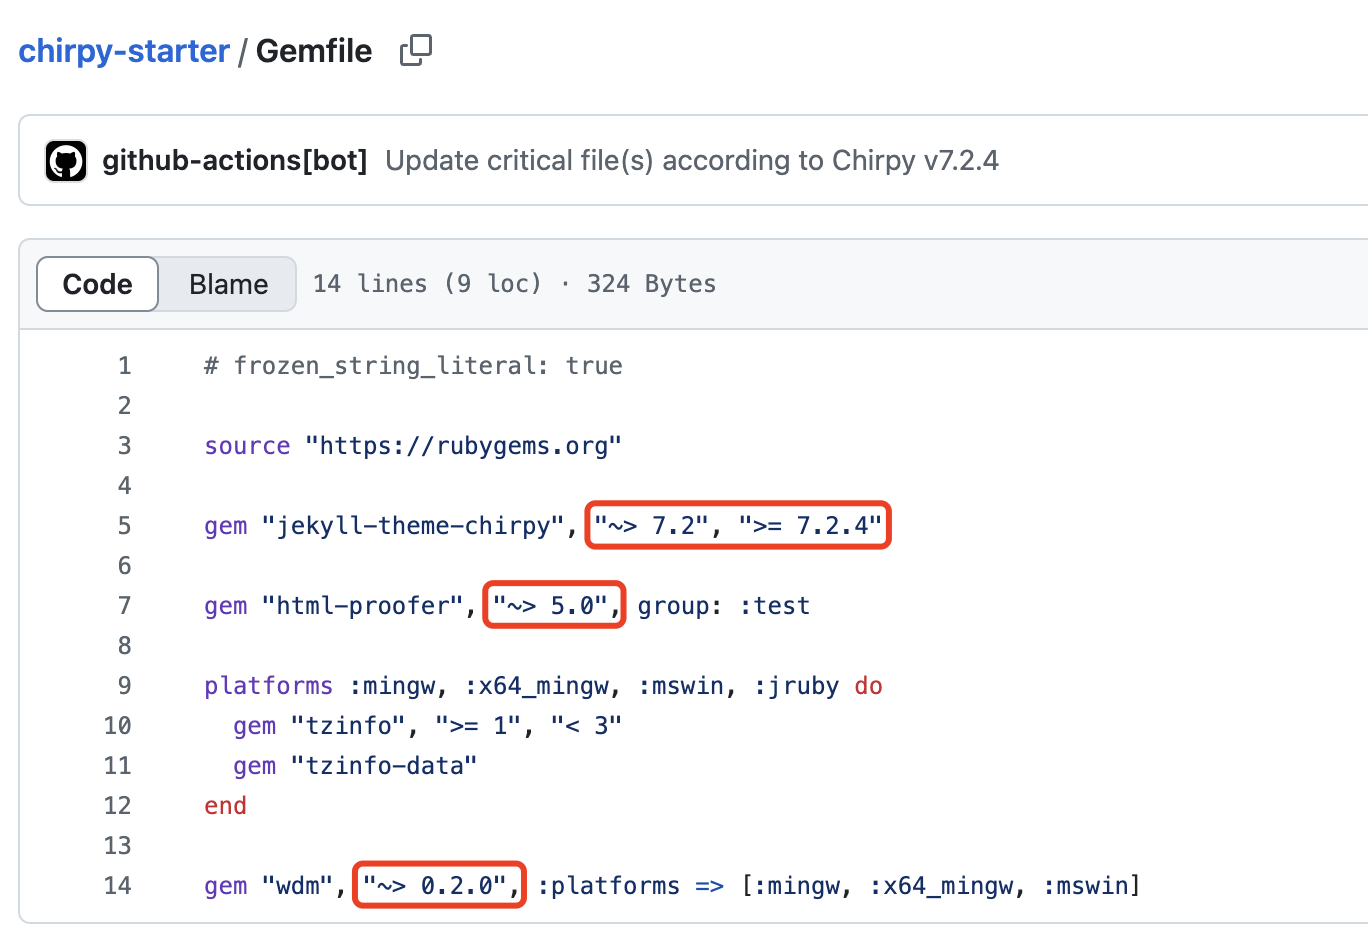 chirpy-starter / Gemfile
github-actions[bot] Update critical file(s) according to Chirpy v7.2.4
Code Blame 14 lines (9 loc) · 324 Bytes
1 # frozen_string_literal: true
2
3 source "https://rubygems.org"
4
5 gem "jekyll-theme-chirpy", "~> 7.2", ">= 7.2.4"
6
7 gem "html-proofer", "~> 5.0", group: :test
8
9 platforms :mingw, :x64_mingw, :mswin, :jruby do
10   gem "tzinfo", ">= 1", "< 3"
11   gem "tzinfo-data"
12 end
13
14 gem "wdm", "~> 0.2.0", :platforms => [:mingw, :x64_mingw, :mswin]